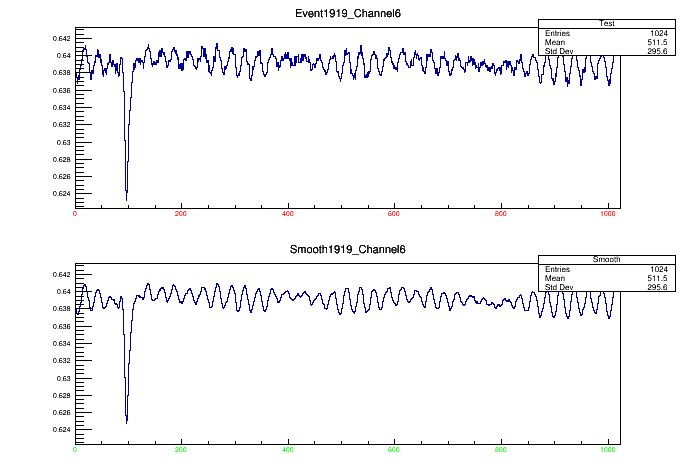 Event1919_Channel6
Test
Entries 1024
Mean 511.5
Std Dev 295.6
0.642
0.64
0.638
0.636
0.634
0.632
0.63
0.628
0.626
0.624
0 200 400 600 800 1000
Smooth1919_Channel6
Smooth
Entries 1024
Mean 511.5
Std Dev 295.6
0.642
0.64
0.638
0.636
0.634
0.632
0.63
0.628
0.626
0.624
0 200 400 600 800 1000